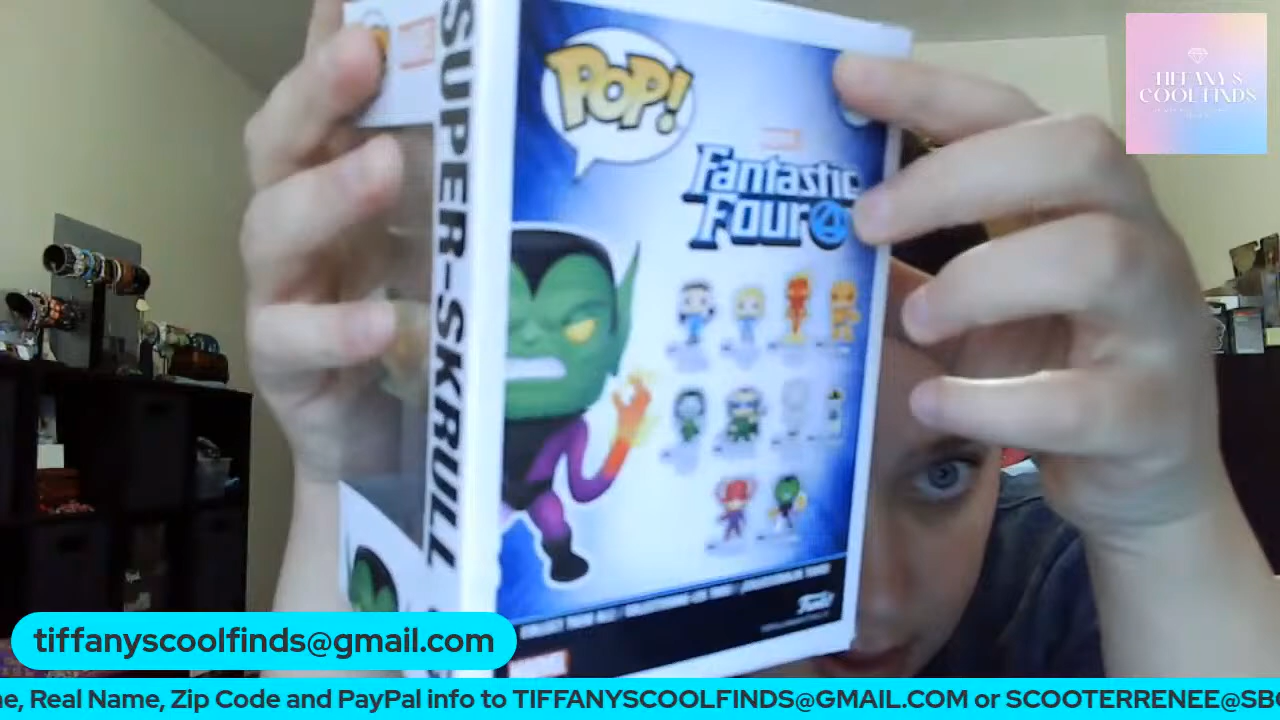 SUPER-SKRULL
POP!
Fantastic
Four
Funko
TIFFANY'S
COOL FINDS
tiffanyscoolfinds@gmail.com
e, Real Name, Zip Code and PayPal info to TIFFANYSCOOLFINDS@GMAIL.COM or SCOOTERRENEE@SB